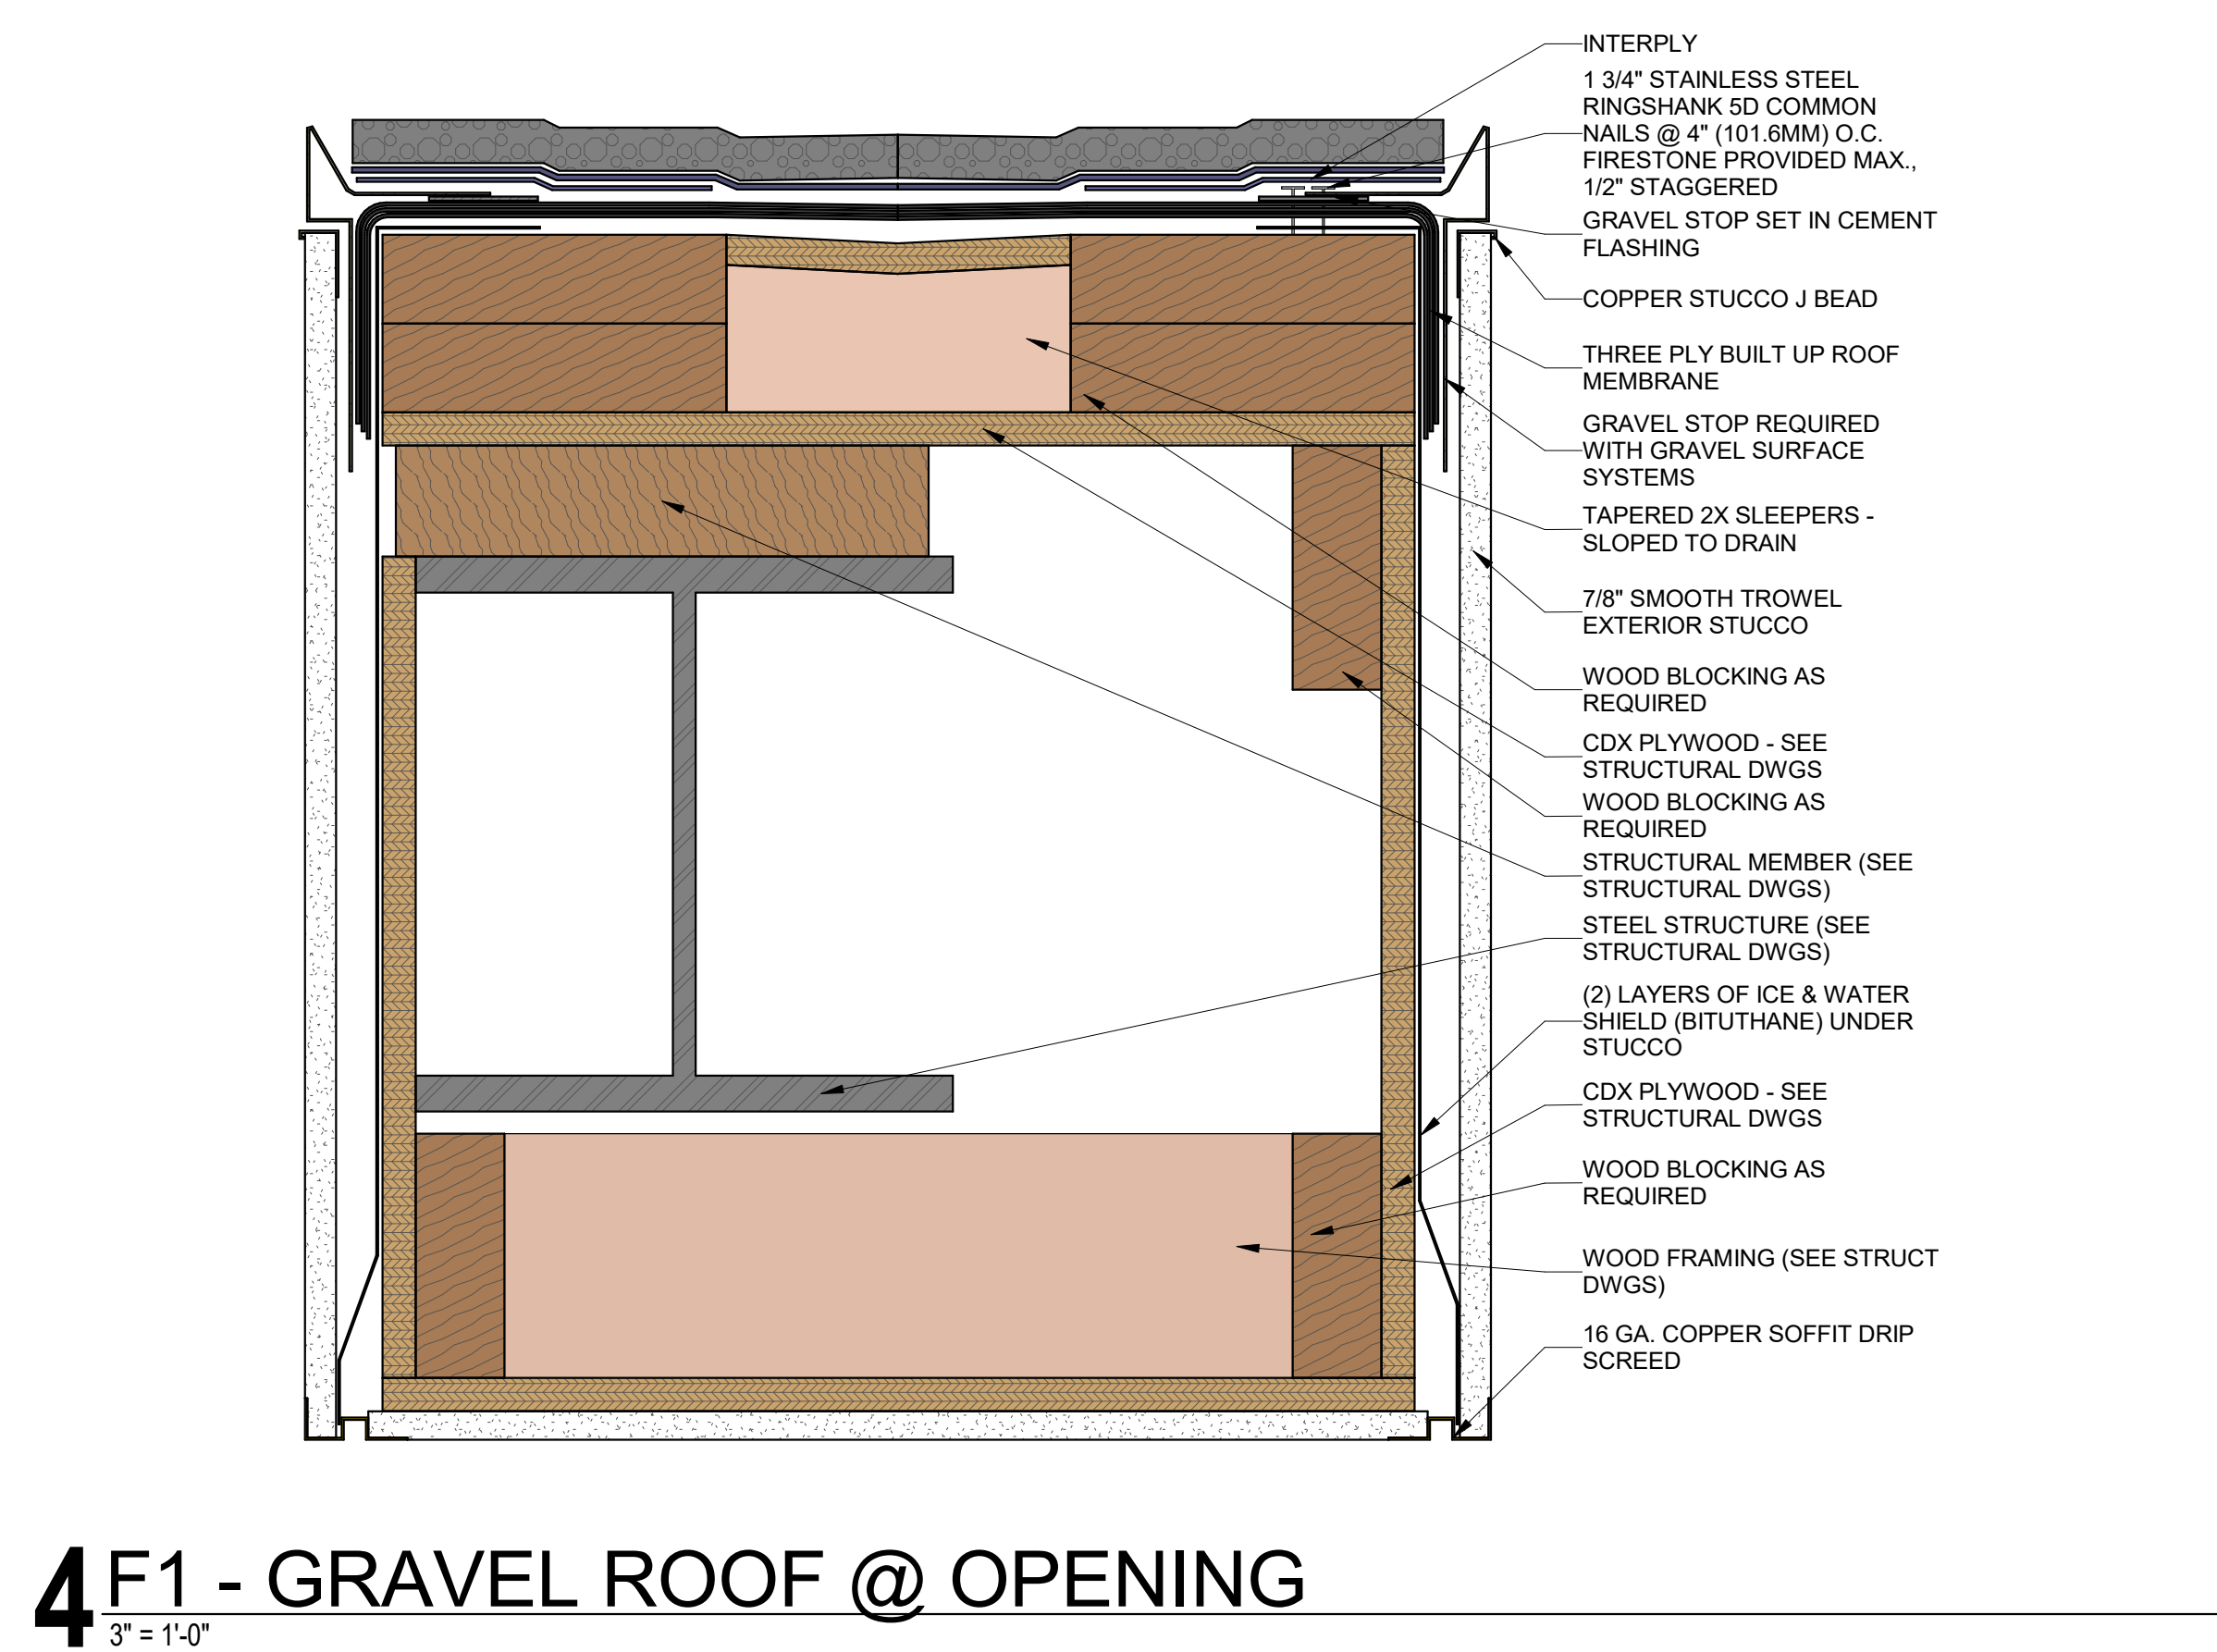 INTERPLY
1 3/4" STAINLESS STEEL
RINGSHANK 5D COMMON
NAILS @ 4" (101.6MM) O.C.
FIRESTONE PROVIDED MAX.,
1/2" STAGGERED
GRAVEL STOP SET IN CEMENT
FLASHING
COPPER STUCCO J BEAD
THREE PLY BUILT UP ROOF
MEMBRANE
GRAVEL STOP REQUIRED
WITH GRAVEL SURFACE
SYSTEMS
TAPERED 2X SLEEPERS -
SLOPED TO DRAIN
7/8" SMOOTH TROWEL
EXTERIOR STUCCO
WOOD BLOCKING AS
REQUIRED
CDX PLYWOOD - SEE
STRUCTURAL DWGS
WOOD BLOCKING AS
REQUIRED
STRUCTURAL MEMBER (SEE
STRUCTURAL DWGS)
STEEL STRUCTURE (SEE
STRUCTURAL DWGS)
(2) LAYERS OF ICE & WATER
SHIELD (BITUTHANE) UNDER
STUCCO
CDX PLYWOOD - SEE
STRUCTURAL DWGS
WOOD BLOCKING AS
REQUIRED
WOOD FRAMING (SEE STRUCT
DWGS)
16 GA. COPPER SOFFIT DRIP
SCREED
4 F1 - GRAVEL ROOF @ OPENING
3" = 1'-0"